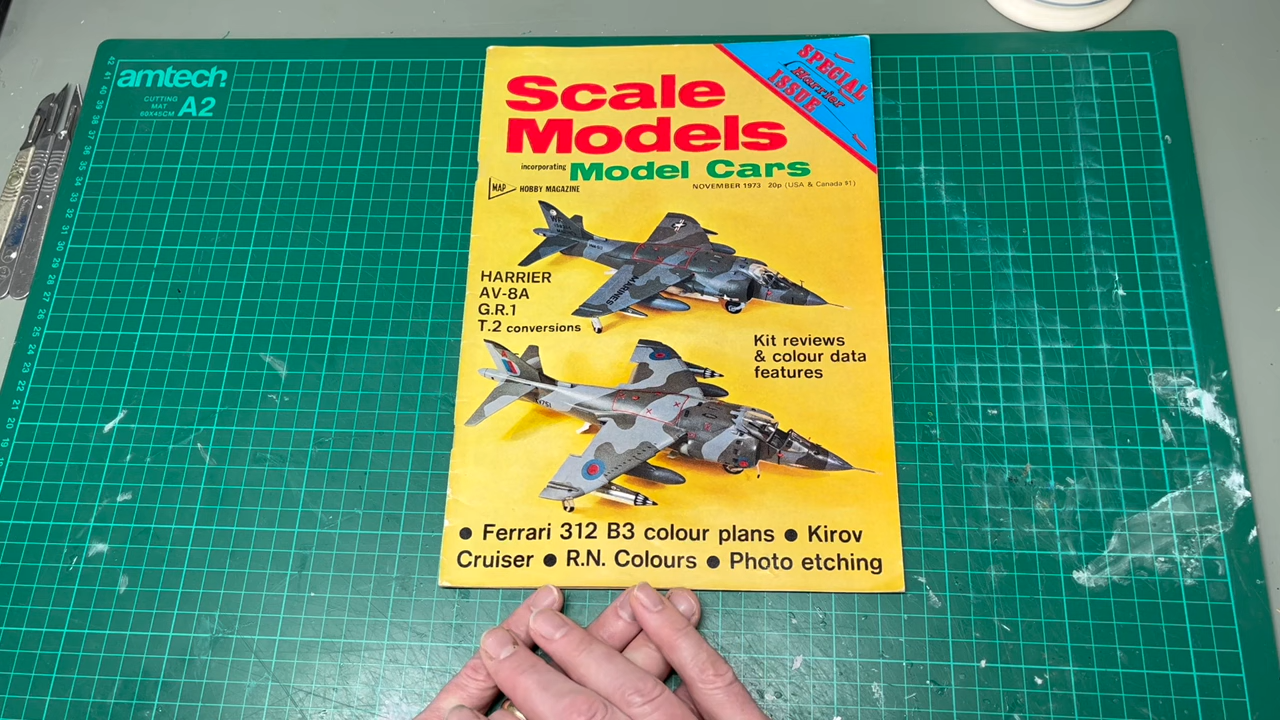 amtech
CUTTING
MAT
60X45CM
A2
SPECIAL
Harrier
ISSUE
Scale
Models
incorporating Model Cars
MAP HOBBY MAGAZINE
NOVEMBER 1973 20p (USA & Canada $1)
HARRIER
AV-8A
G.R.1
T.2 conversions
MARINES
Kit reviews
& colour data
features
• Ferrari 312 B3 colour plans • Kirov
Cruiser • R.N. Colours • Photo etching